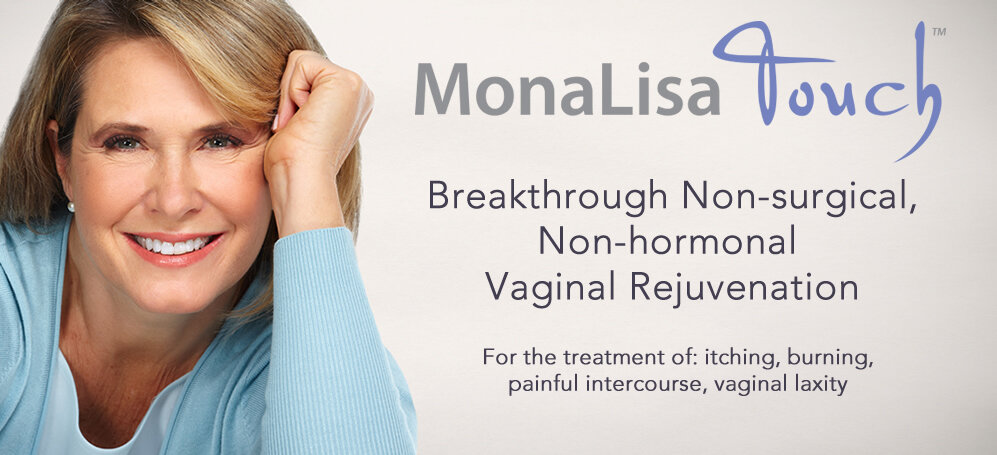 MonaLisa Touch™
Breakthrough Non-surgical,
Non-hormonal
Vaginal Rejuvenation
For the treatment of: itching, burning,
painful intercourse, vaginal laxity